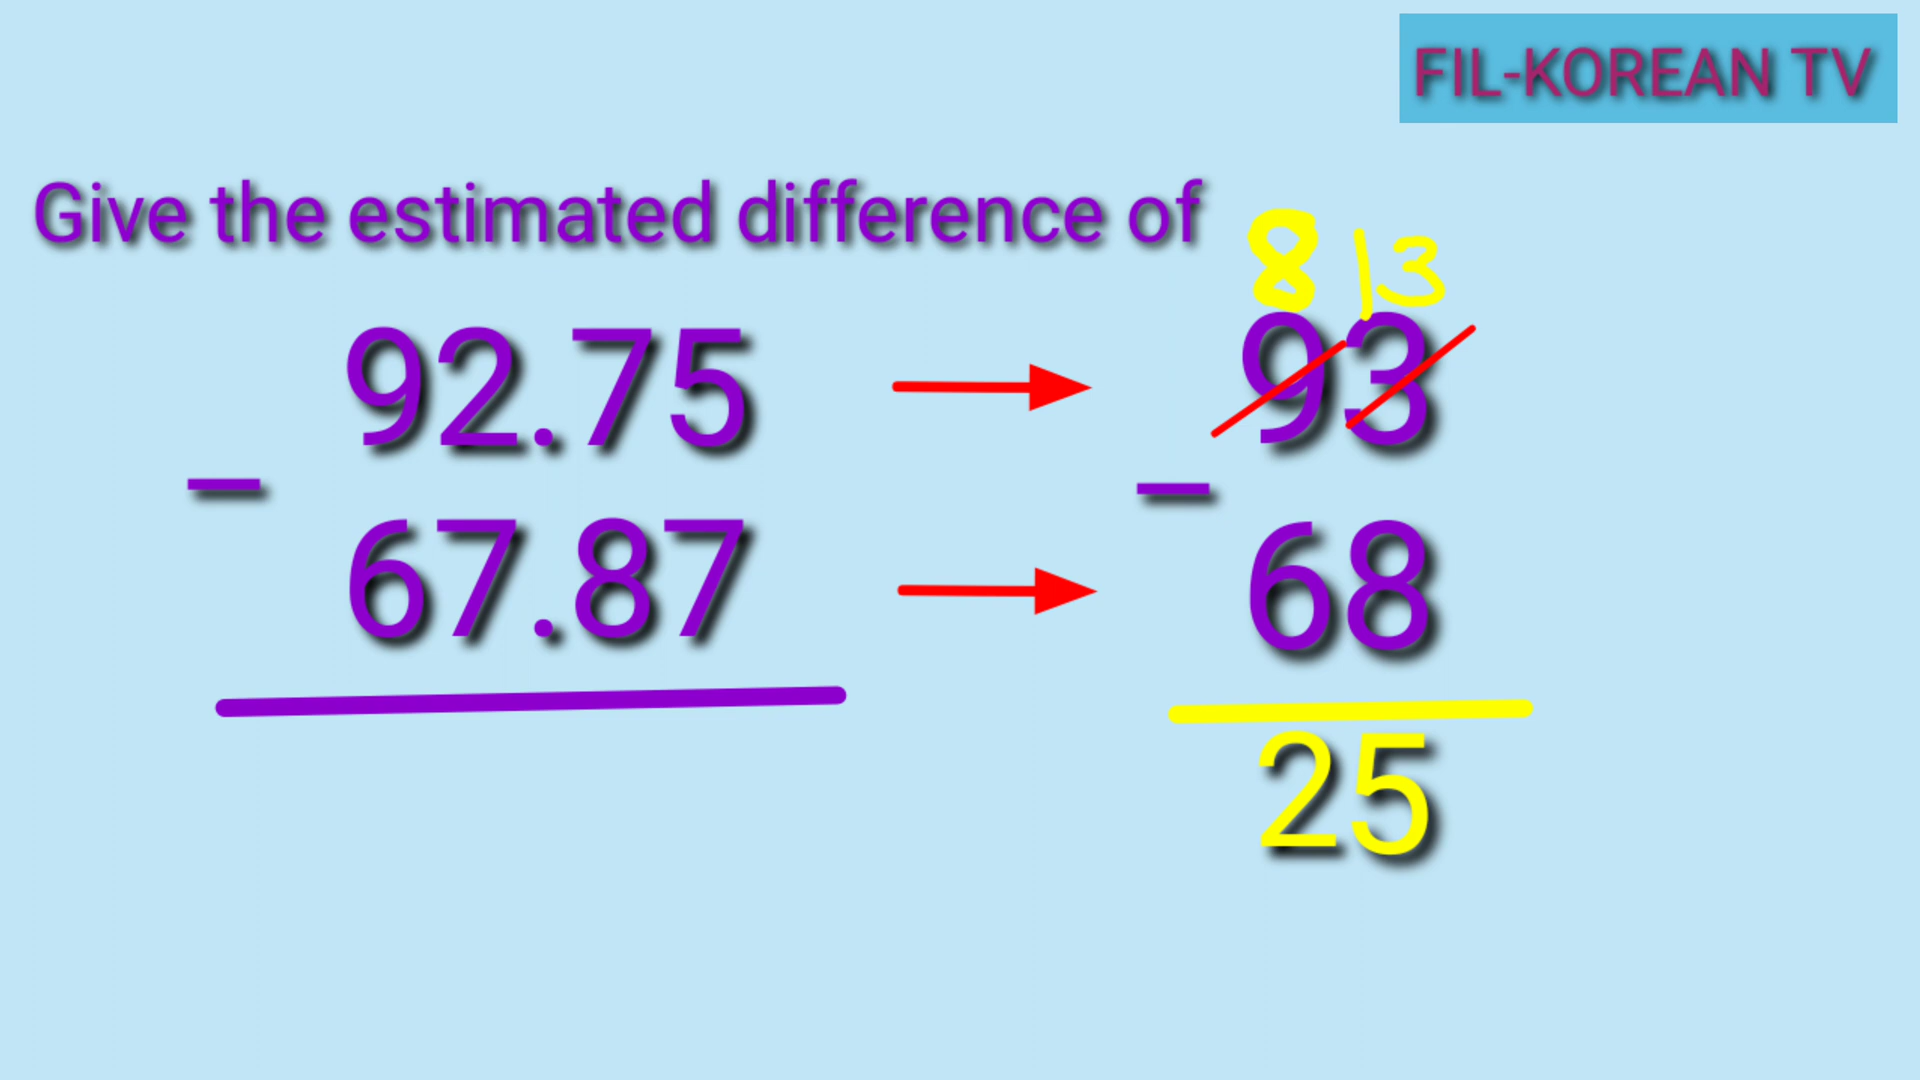 FIL-KOREAN TV
Give the estimated difference of
8 13
92.75 93
– –
67.87 68
25